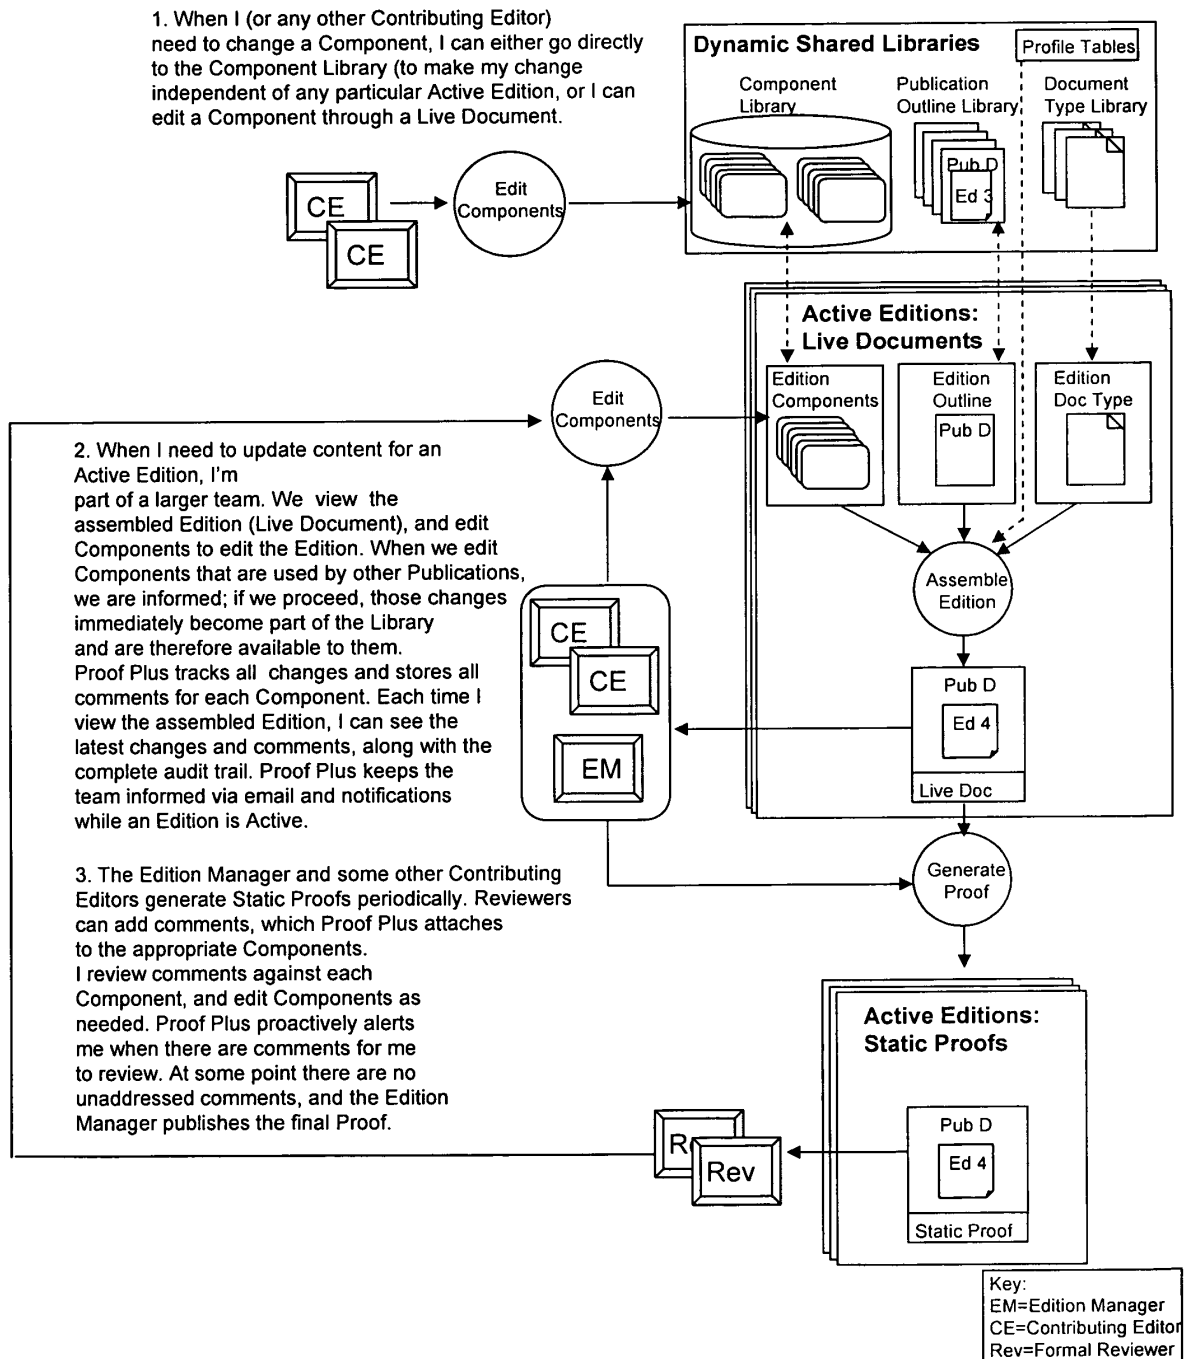 1. When I (or any other Contributing Editor)
need to change a Component, I can either go directly
to the Component Library (to make my change
independent of any particular Active Edition, or I can
edit a Component through a Live Document.
Dynamic Shared Libraries
Profile Tables
Component
Library
Publication
Outline Library
Document
Type Library
Pub D
Ed 3
CE
CE
Edit
Components
Active Editions:
Live Documents
Edition
Components
Edition
Outline
Pub D
Edition
Doc Type
Edit
Components
2. When I need to update content for an
Active Edition, I'm
part of a larger team. We view the
assembled Edition (Live Document), and edit
Components to edit the Edition. When we edit
Components that are used by other Publications,
we are informed; if we proceed, those changes
immediately become part of the Library
and are therefore available to them.
Proof Plus tracks all changes and stores all
comments for each Component. Each time I
view the assembled Edition, I can see the
latest changes and comments, along with the
complete audit trail. Proof Plus keeps the
team informed via email and notifications
while an Edition is Active.
CE
CE
EM
Assemble
Edition
Pub D
Ed 4
Live Doc
Generate
Proof
3. The Edition Manager and some other Contributing
Editors generate Static Proofs periodically. Reviewers
can add comments, which Proof Plus attaches
to the appropriate Components.
I review comments against each
Component, and edit Components as
needed. Proof Plus proactively alerts
me when there are comments for me
to review. At some point there are no
unaddressed comments, and the Edition
Manager publishes the final Proof.
Active Editions:
Static Proofs
Pub D
Ed 4
Static Proof
Rev
Key:
EM=Edition Manager
CE=Contributing Editor
Rev=Formal Reviewer